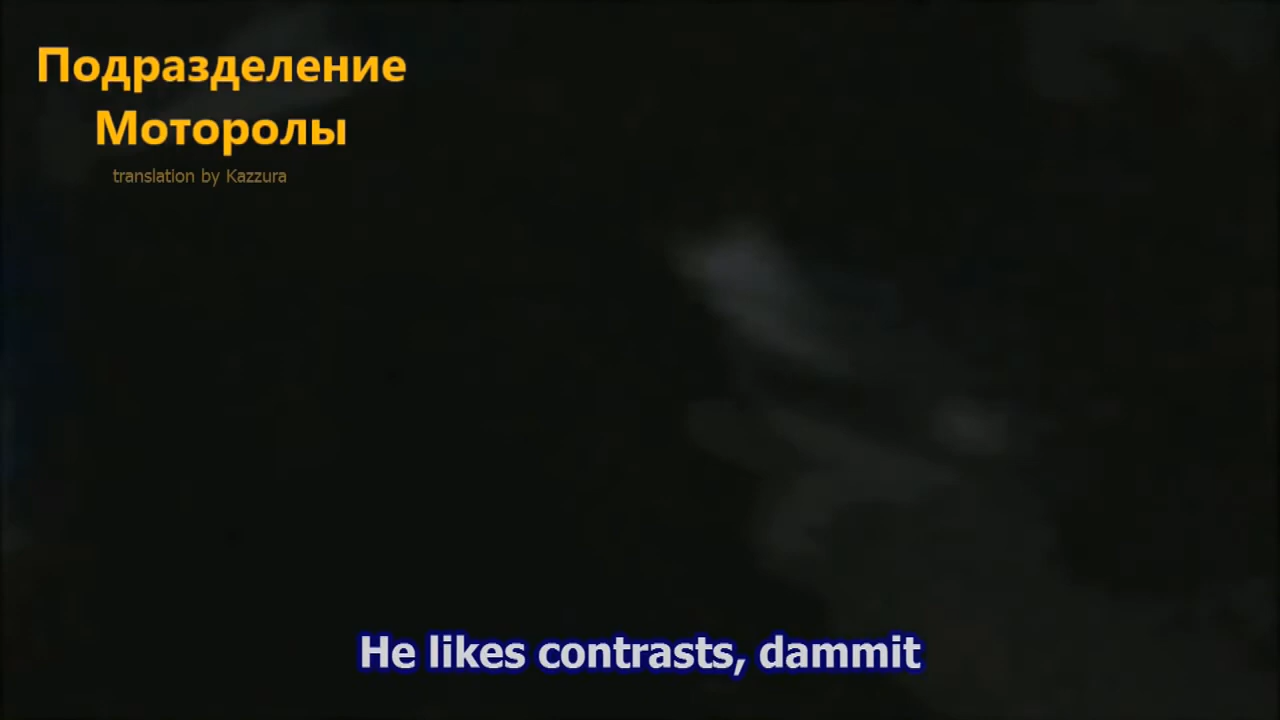 Подразделение
Моторолы
translation by Kazzura
He likes contrasts, dammit